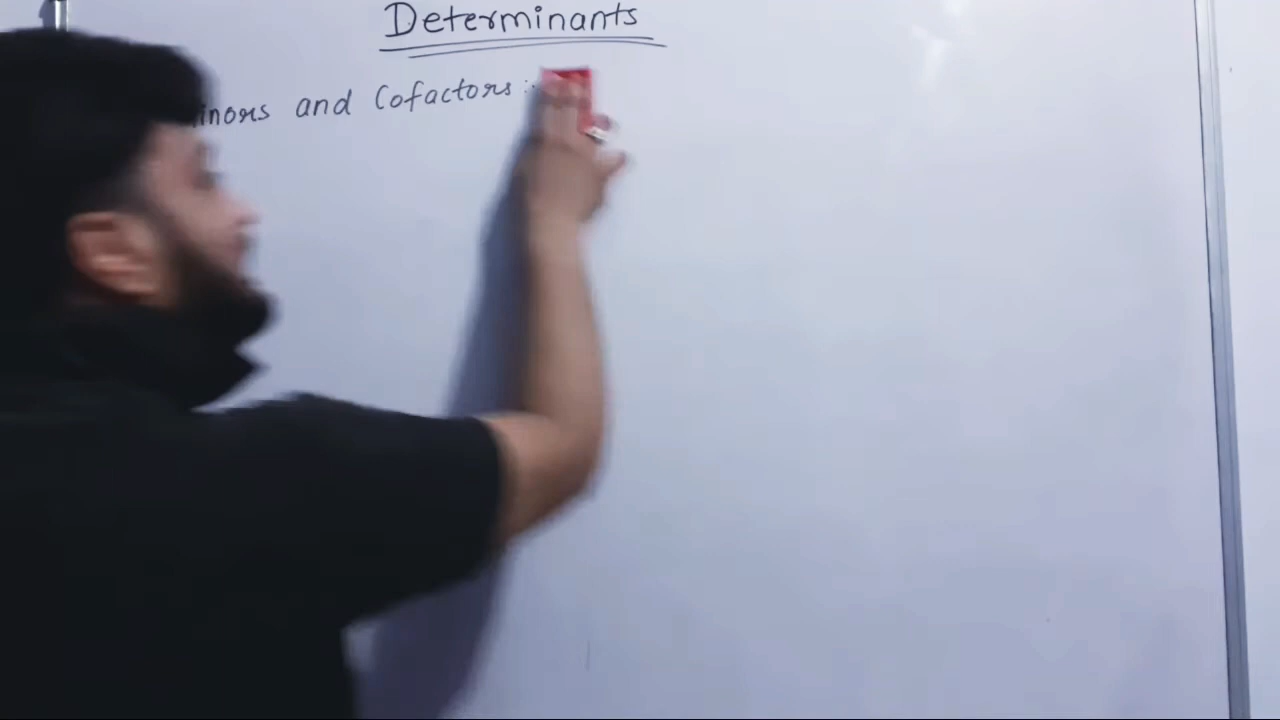 Determinants
inors and Cofactors :-